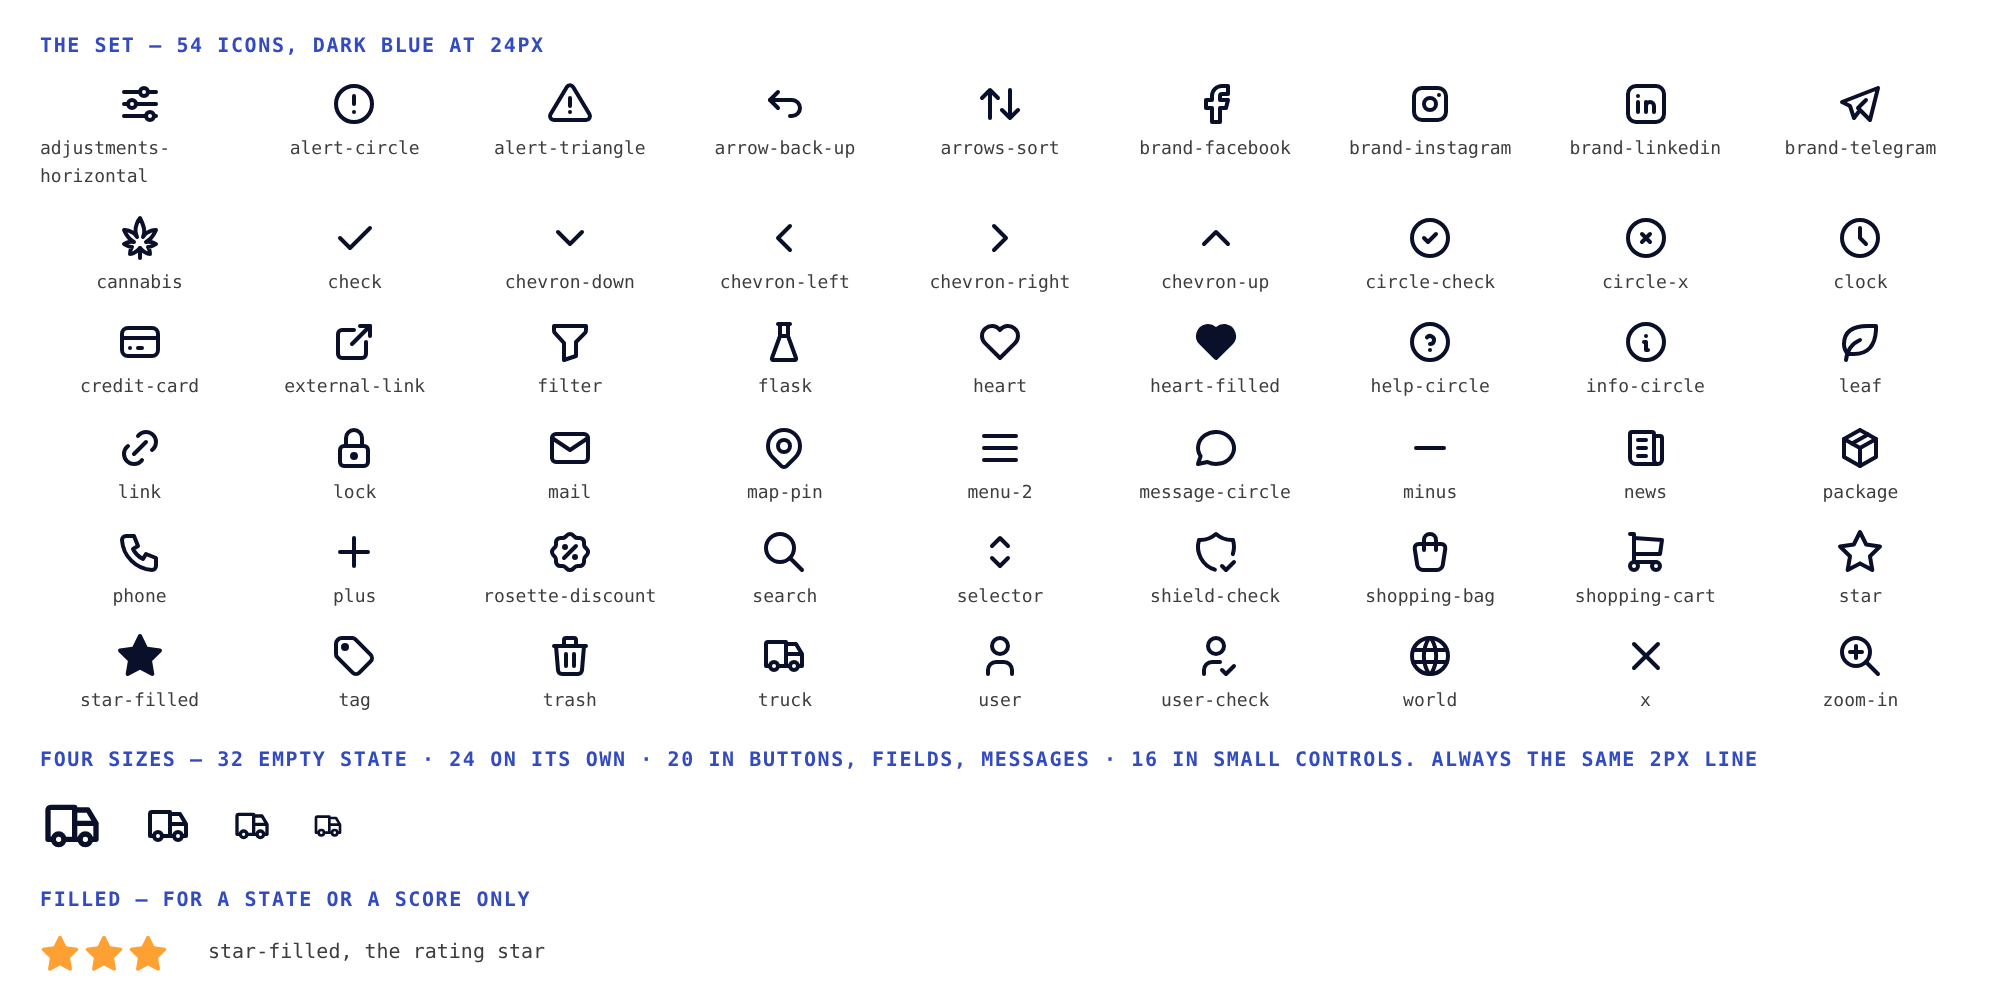 THE SET — 54 ICONS, DARK BLUE AT 24PX
adjustments-horizontal alert-circle alert-triangle arrow-back-up arrows-sort brand-facebook brand-instagram brand-linkedin brand-telegram
cannabis check chevron-down chevron-left chevron-right chevron-up circle-check circle-x clock
credit-card external-link filter flask heart heart-filled help-circle info-circle leaf
link lock mail map-pin menu-2 message-circle minus news package
phone plus rosette-discount search selector shield-check shopping-bag shopping-cart star
star-filled tag trash truck user user-check world x zoom-in
FOUR SIZES — 32 EMPTY STATE · 24 ON ITS OWN · 20 IN BUTTONS, FIELDS, MESSAGES · 16 IN SMALL CONTROLS. ALWAYS THE SAME 2PX LINE
FILLED — FOR A STATE OR A SCORE ONLY
star-filled, the rating star